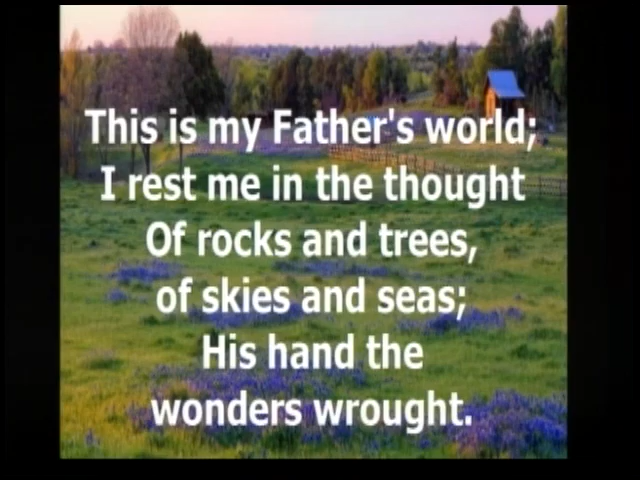 This is my Father's world;
I rest me in the thought
Of rocks and trees,
of skies and seas;
His hand the
wonders wrought.